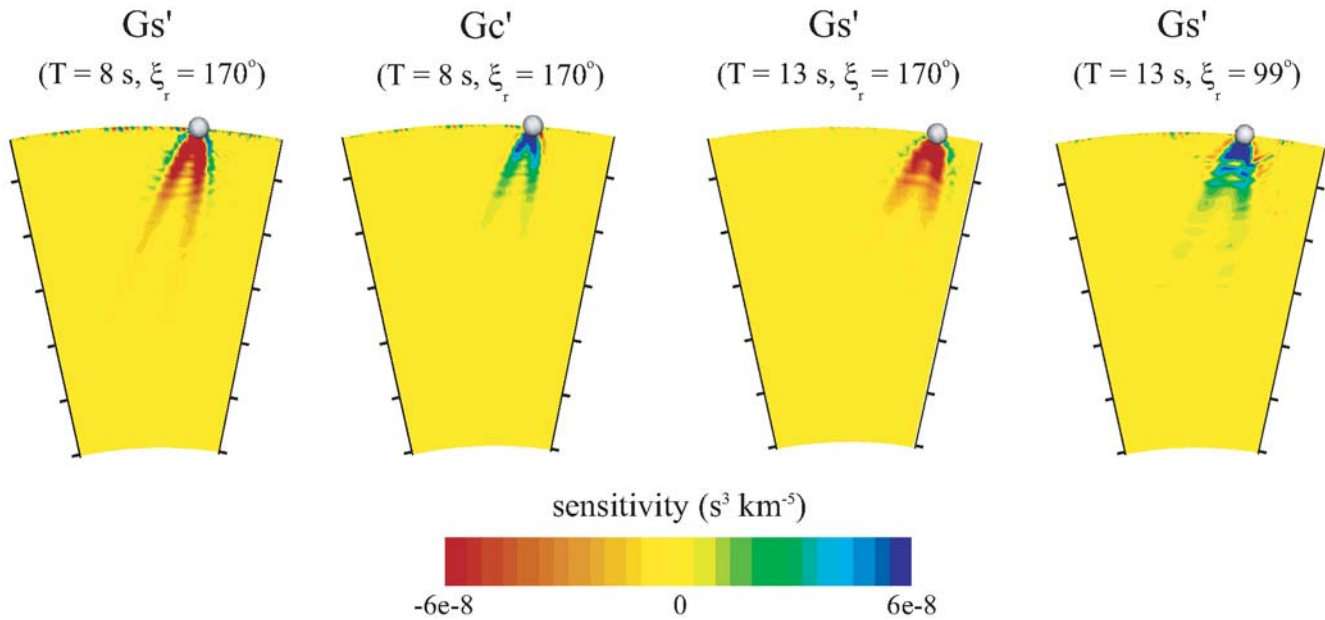 Gs' Gc' Gs' Gs'
(T = 8 s, ξr = 170°) (T = 8 s, ξr = 170°) (T = 13 s, ξr = 170°) (T = 13 s, ξr = 99°)
sensitivity (s³ km⁻⁵)
-6e-8 0 6e-8